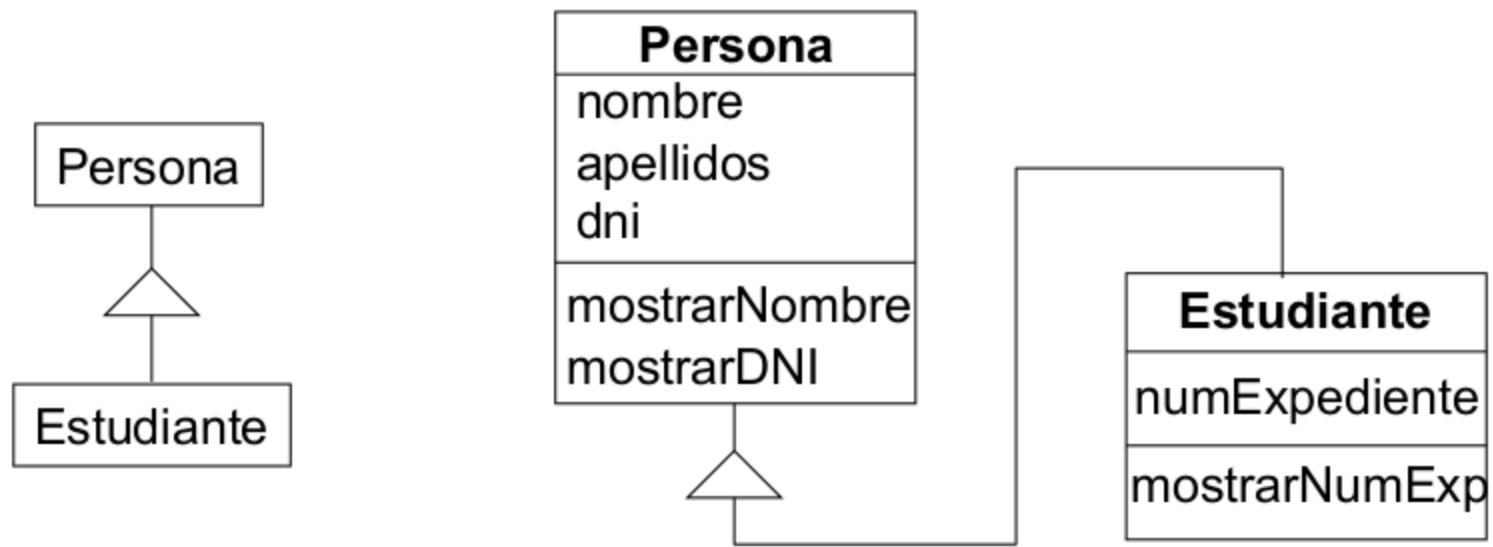 Persona
Estudiante
Persona
nombre
apellidos
dni
mostrarNombre
mostrarDNI
Estudiante
numExpediente
mostrarNumExp